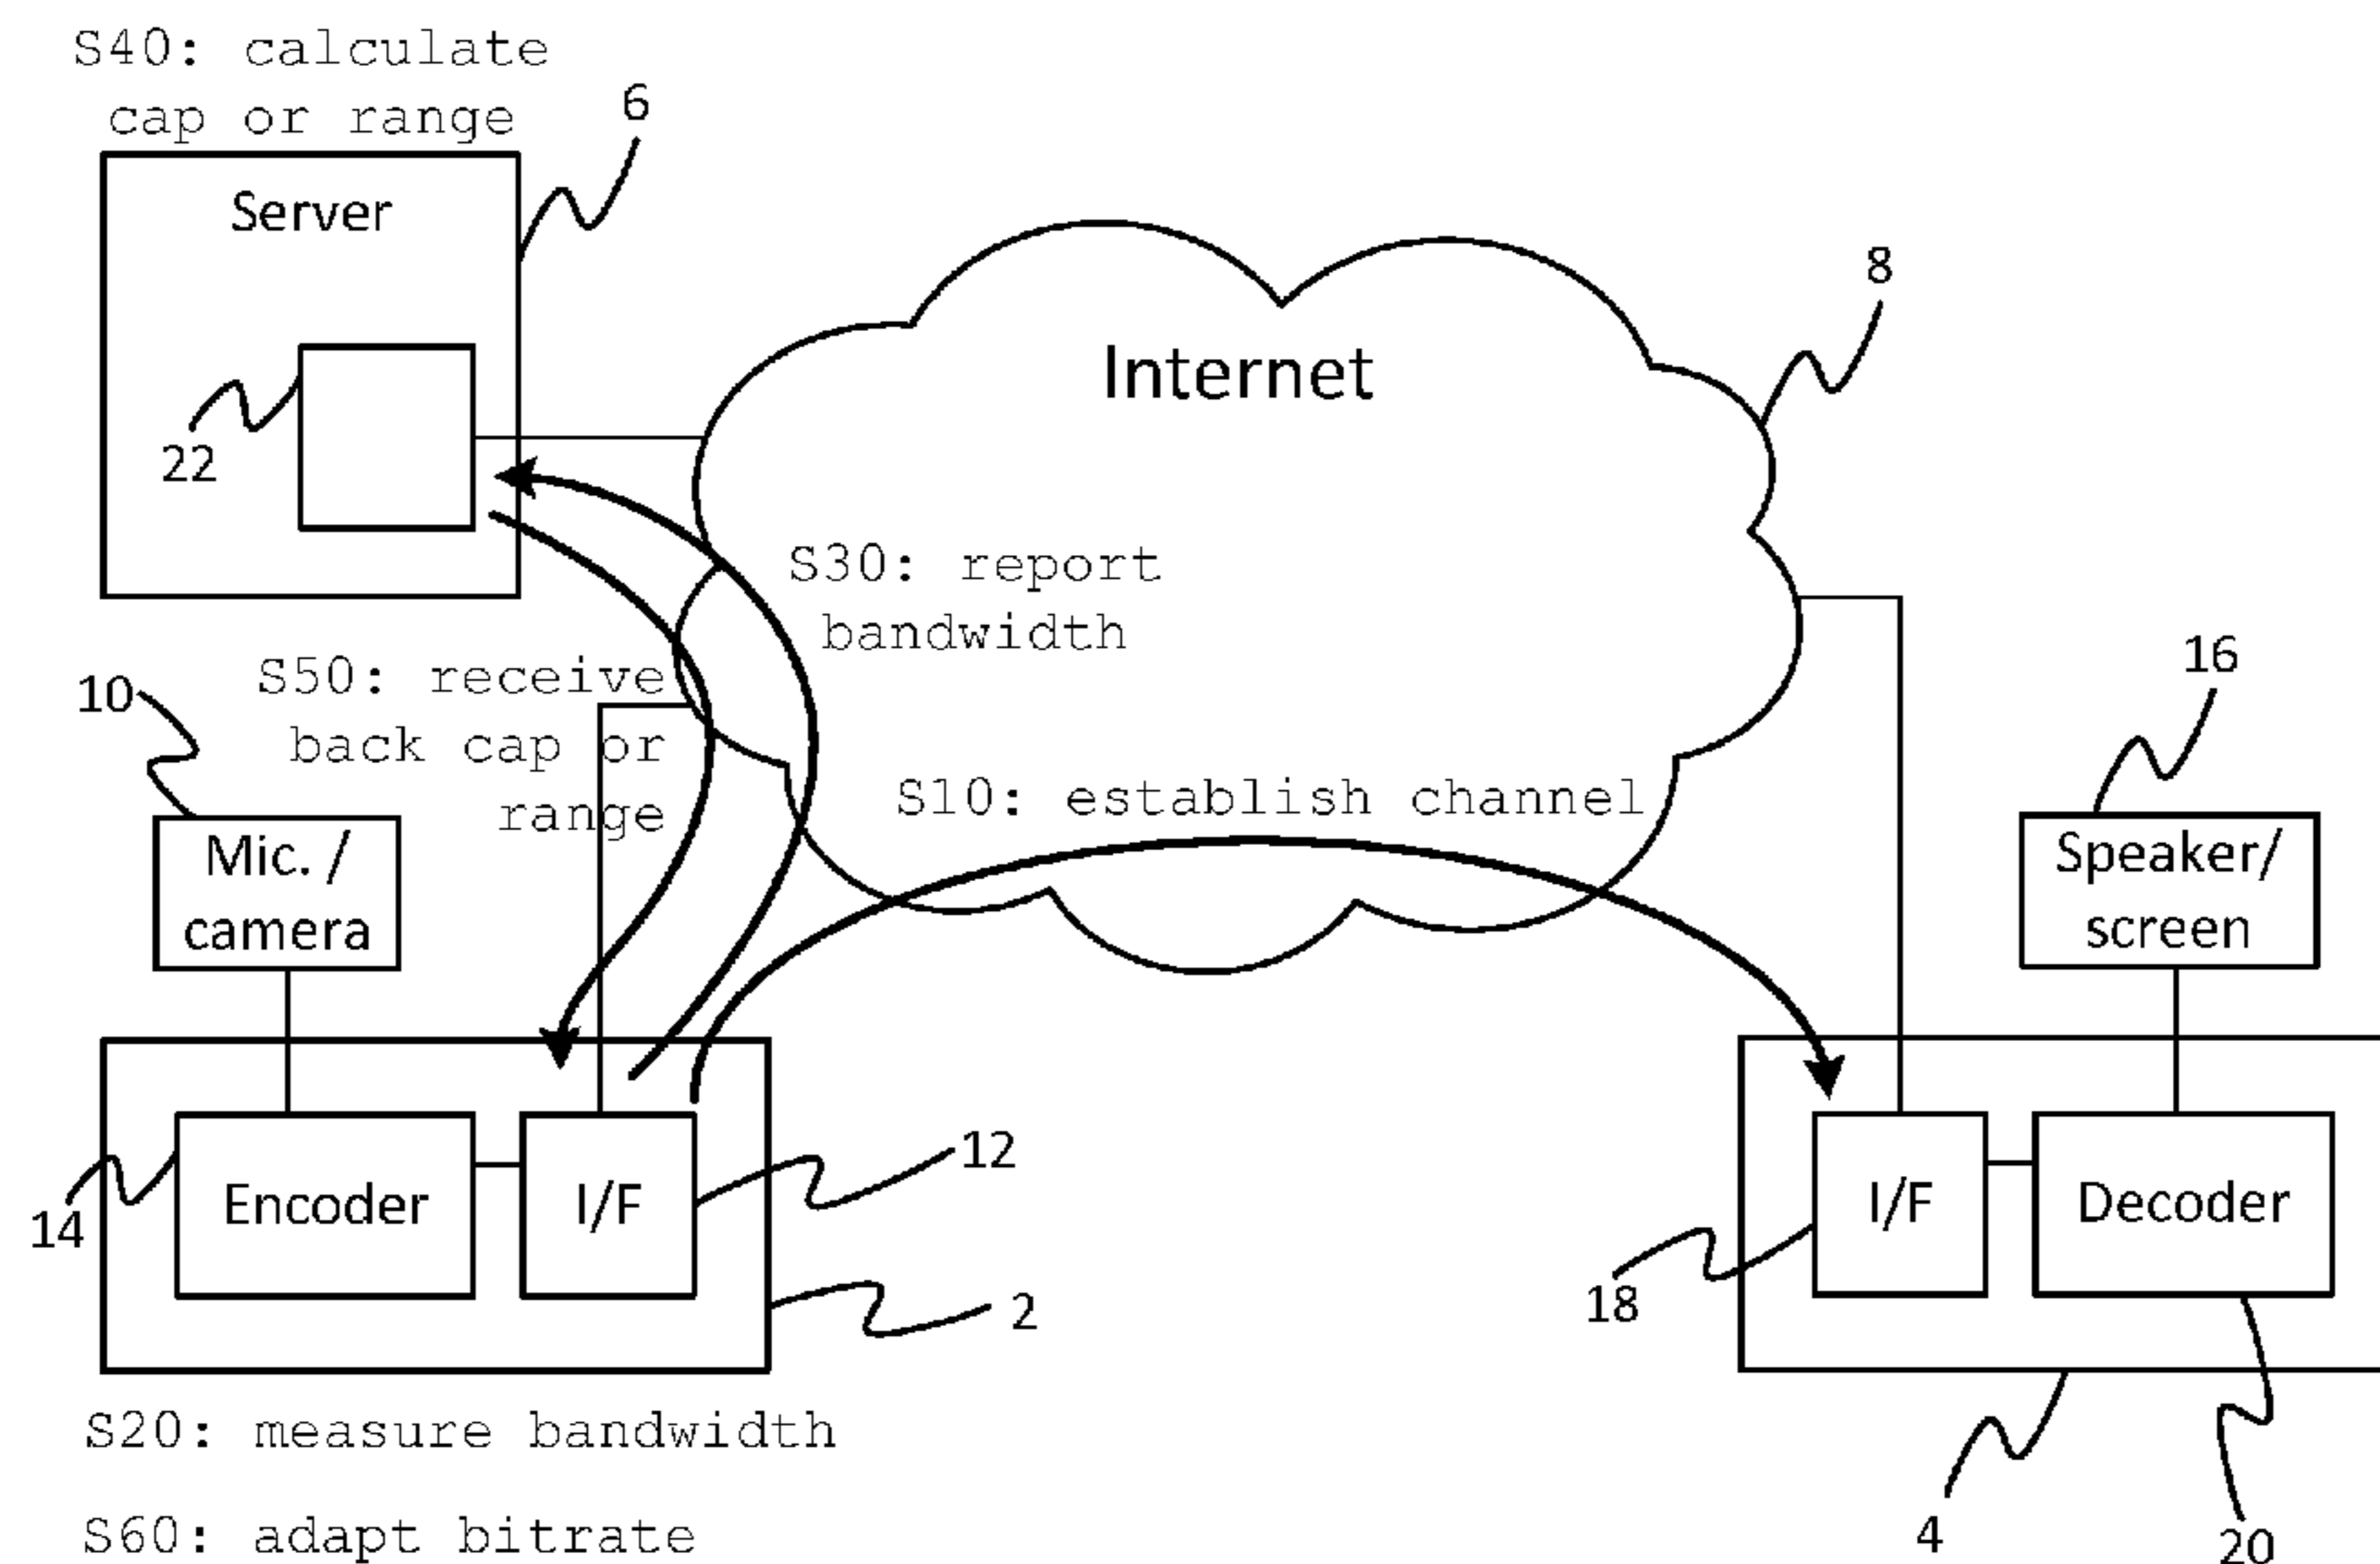 S40: calculate
cap or range
6
Server
22
Internet
8
S30: report
bandwidth
S50: receive
back cap or
range
10
Mic. /
camera
S10: establish channel
16
Speaker/
screen
14
Encoder
I/F
12
2
18
I/F
Decoder
4
20
S20: measure bandwidth
S60: adapt bitrate